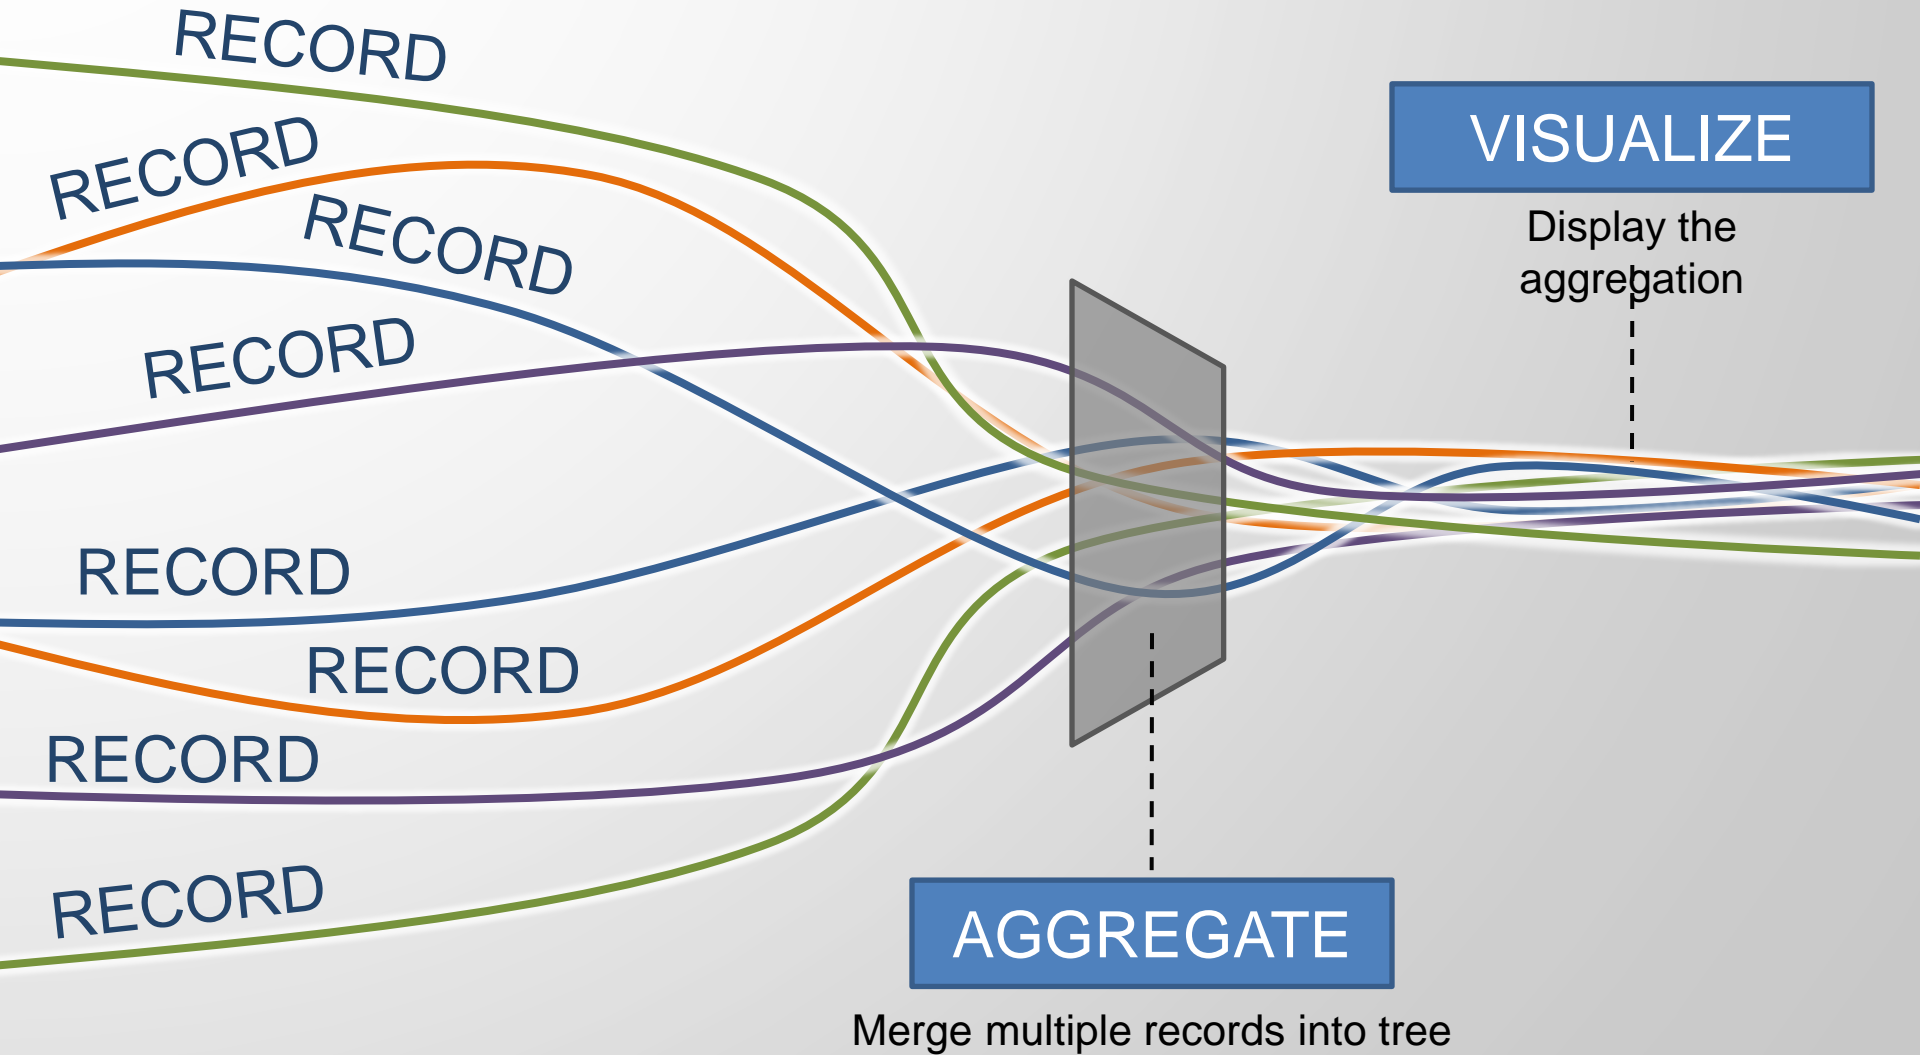 RECORD
RECORD
RECORD
RECORD
RECORD
RECORD
RECORD
RECORD
VISUALIZE
Display the
aggregation
AGGREGATE
Merge multiple records into tree